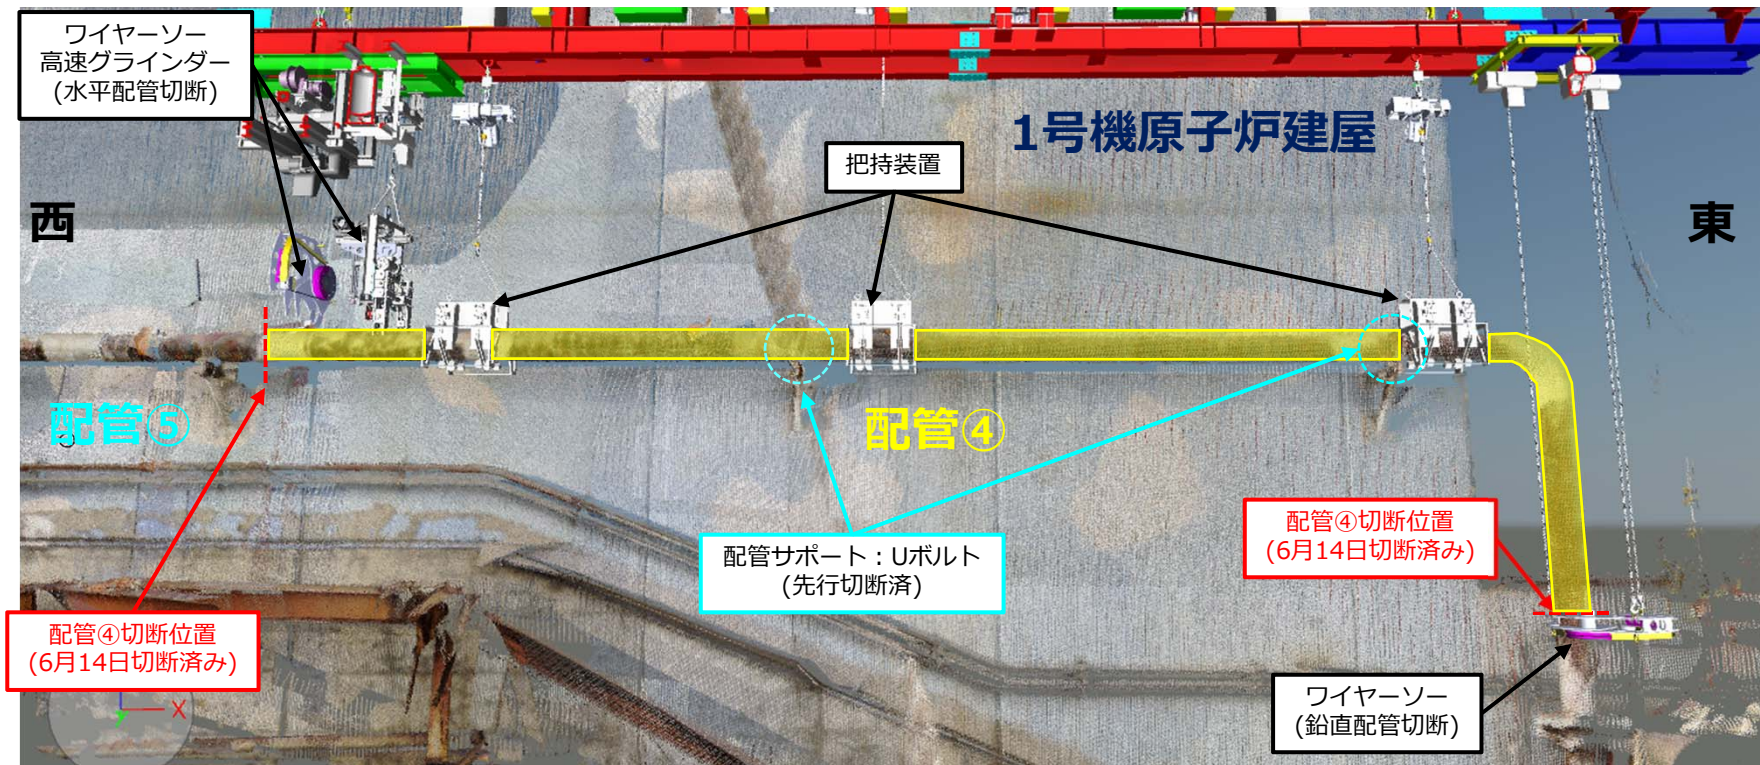 ワイヤーソー
高速グラインダー
(水平配管切断)
1号機原子炉建屋
把持装置
西
東
配管⑤
配管④
配管サポート：Uボルト
(先行切断済)
配管④切断位置
(6月14日切断済み)
配管④切断位置
(6月14日切断済み)
ワイヤーソー
(鉛直配管切断)
X
Y